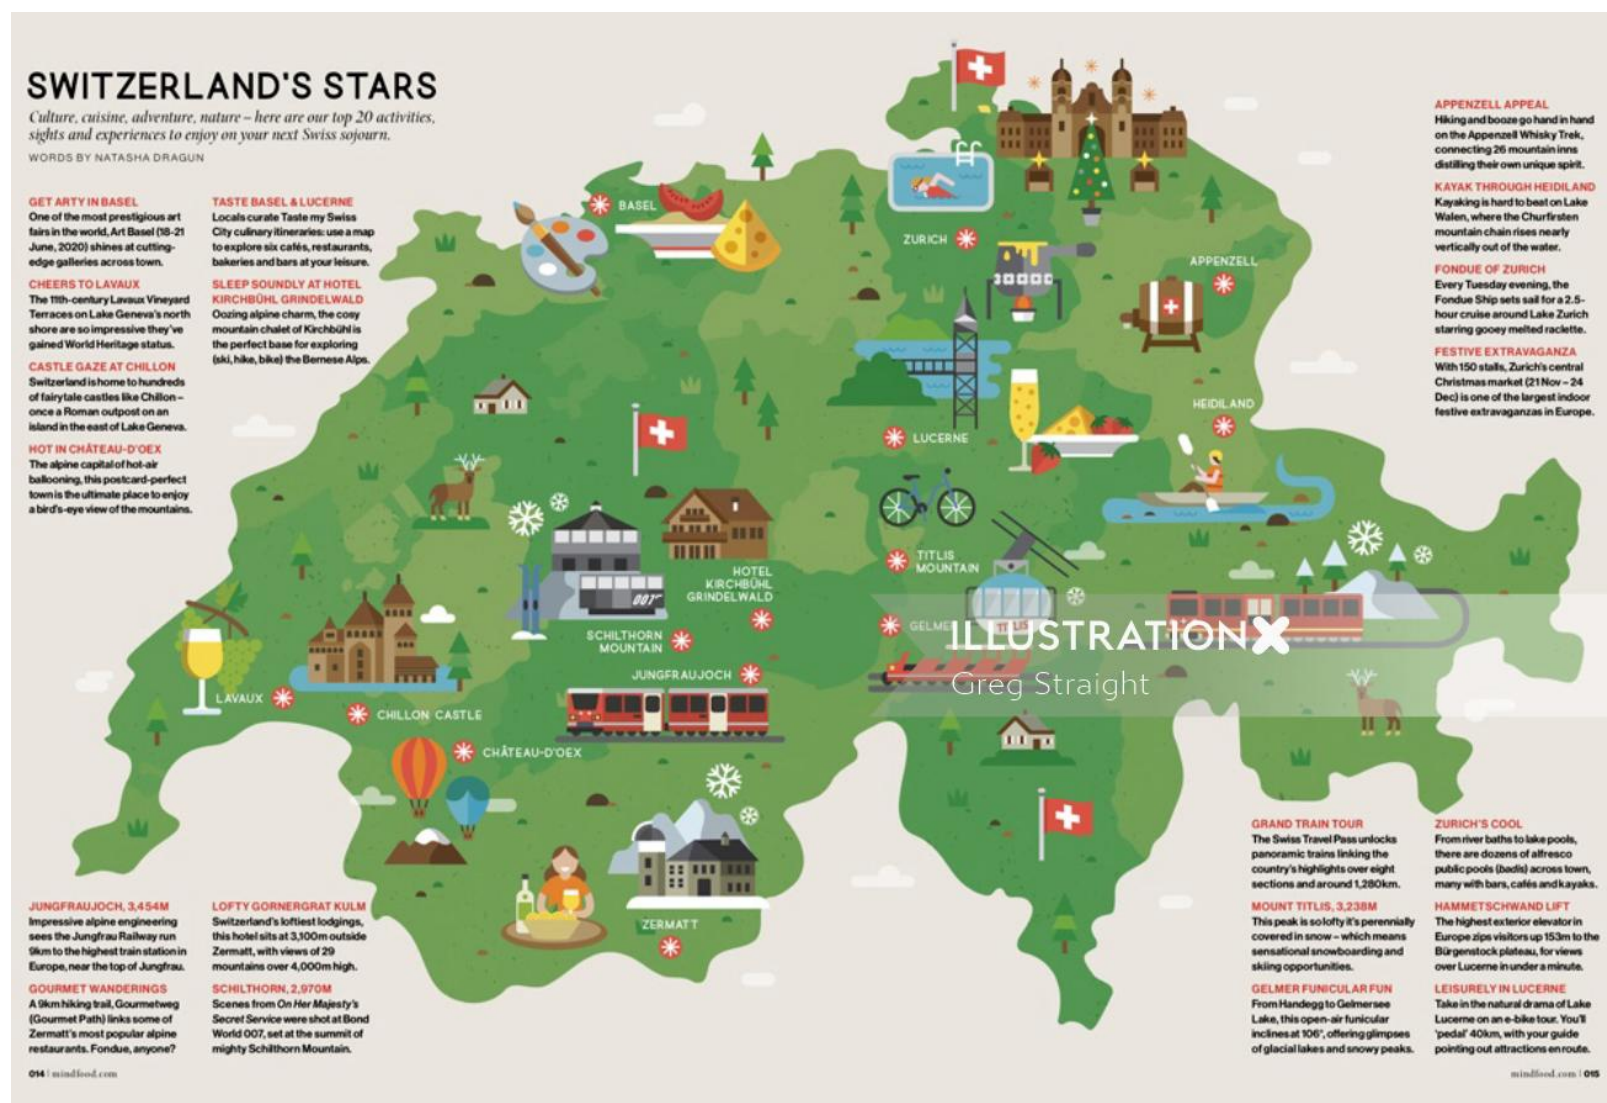 SWITZERLAND'S STARS
Culture, cuisine, adventure, nature – here are our top 20 activities,
sights and experiences to enjoy on your next Swiss sojourn.
WORDS BY NATASHA DRAGUN
GET ARTY IN BASEL
One of the most prestigious art
fairs in the world, Art Basel (18-21
June, 2020) shines at cutting-
edge galleries across town.
CHEERS TO LAVAUX
The 11th-century Lavaux Vineyard
Terraces on Lake Geneva's north
shore are so impressive they've
gained World Heritage status.
CASTLE GAZE AT CHILLON
Switzerland is home to hundreds
of fairytale castles like Chillon –
once a Roman outpost on an
island in the east of Lake Geneva.
HOT IN CHÂTEAU-D'OEX
The alpine capital of hot-air
ballooning, this postcard-perfect
town is the ultimate place to enjoy
a bird's-eye view of the mountains.
TASTE BASEL & LUCERNE
Locals curate Taste my Swiss
City culinary itineraries: use a map
to explore six cafés, restaurants,
bakeries and bars at your leisure.
SLEEP SOUNDLY AT HOTEL
KIRCHBÜHL GRINDELWALD
Oozing alpine charm, the cosy
mountain chalet of Kirchbühl is
the perfect base for exploring
(ski, hike, bike) the Bernese Alps.
BASEL
ZURICH
APPENZELL
LUCERNE
HEIDILAND
TITLIS
MOUNTAIN
HOTEL
KIRCHBÜHL
GRINDELWALD
007
SCHILTHORN
MOUNTAIN
JUNGFRAUJOCH
GELMER
TITLIS
LAVAUX
CHILLON CASTLE
CHÂTEAU-D'OEX
ZERMATT
ILLUSTRATIONX
Greg Straight
APPENZELL APPEAL
Hiking and booze go hand in hand
on the Appenzell Whisky Trek,
connecting 26 mountain inns
distilling their own unique spirit.
KAYAK THROUGH HEIDILAND
Kayaking is hard to beat on Lake
Walen, where the Churfirsten
mountain chain rises nearly
vertically out of the water.
FONDUE OF ZURICH
Every Tuesday evening, the
Fondue Ship sets sail for a 2.5-
hour cruise around Lake Zurich
starring gooey melted raclette.
FESTIVE EXTRAVAGANZA
With 150 stalls, Zurich's central
Christmas market (21 Nov – 24
Dec) is one of the largest indoor
festive extravaganzas in Europe.
JUNGFRAUJOCH, 3,454M
Impressive alpine engineering
sees the Jungfrau Railway run
9km to the highest train station in
Europe, near the top of Jungfrau.
GOURMET WANDERINGS
A 9km hiking trail, Gourmetweg
(Gourmet Path) links some of
Zermatt's most popular alpine
restaurants. Fondue, anyone?
LOFTY GORNERGRAT KULM
Switzerland's loftiest lodgings,
this hotel sits at 3,100m outside
Zermatt, with views of 29
mountains over 4,000m high.
SCHILTHORN, 2,970M
Scenes from On Her Majesty's
Secret Service were shot at Bond
World 007, set at the summit of
mighty Schilthorn Mountain.
GRAND TRAIN TOUR
The Swiss Travel Pass unlocks
panoramic trains linking the
country's highlights over eight
sections and around 1,280km.
MOUNT TITLIS, 3,238M
This peak is so lofty it's perennially
covered in snow – which means
sensational snowboarding and
skiing opportunities.
GELMER FUNICULAR FUN
From Handegg to Gelmersee
Lake, this open-air funicular
inclines at 106°, offering glimpses
of glacial lakes and snowy peaks.
ZURICH'S COOL
From river baths to lake pools,
there are dozens of alfresco
public pools (badis) across town,
many with bars, cafés and kayaks.
HAMMETSCHWAND LIFT
The highest exterior elevator in
Europe zips visitors up 153m to the
Bürgenstock plateau, for views
over Lucerne in under a minute.
LEISURELY IN LUCERNE
Take in the natural drama of Lake
Lucerne on an e-bike tour. You'll
'pedal' 40km, with your guide
pointing out attractions en route.
014 | mindfood.com
mindfood.com | 015